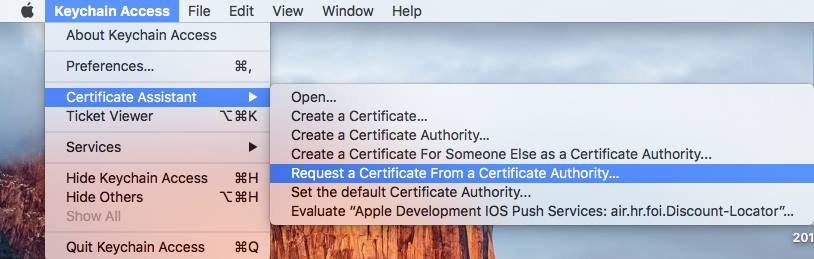 Keychain Access File Edit View Window Help
About Keychain Access
Preferences... ⌘,
Certificate Assistant ▶
Open...
Ticket Viewer ⌥⌘K
Create a Certificate...
Create a Certificate Authority...
Services ▶
Create a Certificate For Someone Else as a Certificate Authority...
Request a Certificate From a Certificate Authority...
Hide Keychain Access ⌘H
Set the default Certificate Authority...
Hide Others ⌥⌘H
Evaluate “Apple Development IOS Push Services: air.hr.foi.Discount-Locator”...
Show All
Quit Keychain Access ⌘Q
201